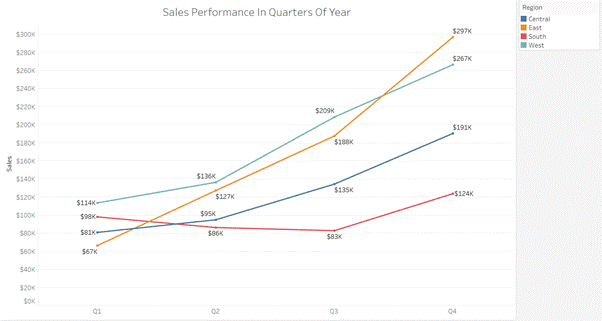 Sales Performance In Quarters Of Year
Region
Central
East
South
West
Sales
$300K
$280K
$260K
$240K
$220K
$200K
$180K
$160K
$140K
$120K
$100K
$80K
$60K
$40K
$20K
$0K
$114K
$98K
$81K
$67K
$136K
$127K
$95K
$86K
$209K
$188K
$135K
$83K
$297K
$267K
$191K
$124K
Q1
Q2
Q3
Q4